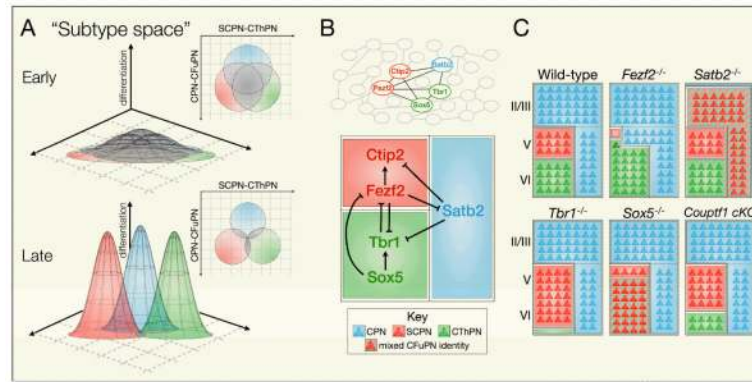 A
"Subtype space"
Early
differentiation
SCPN-CThPN
CPN-CFuPN
Late
differentiation
SCPN-CThPN
CPN-CFuPN
B
Ctip2
Satb2
Fezf2
Tbr1
Sox5
Ctip2
Fezf2
Satb2
Tbr1
Sox5
Key
CPN SCPN CThPN
mixed CFuPN identity
C
Wild-type Fezf2-/- Satb2-/-
II/III
V
VI
Tbr1-/- Sox5-/- Couptf1 cKO
II/III
V
VI